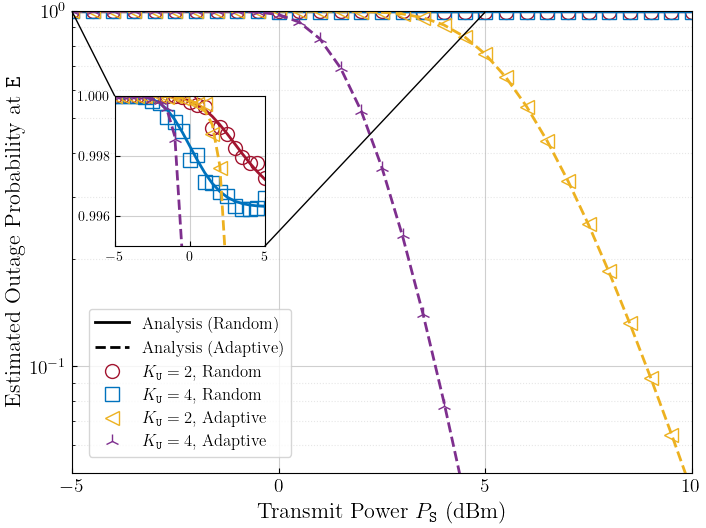 Estimated Outage Probability at E
10⁰
10⁻¹
1.000
0.998
0.996
−5 0 5
Analysis (Random)
Analysis (Adaptive)
K_U = 2, Random
K_U = 4, Random
K_U = 2, Adaptive
K_U = 4, Adaptive
−5 0 5 10
Transmit Power P_S (dBm)